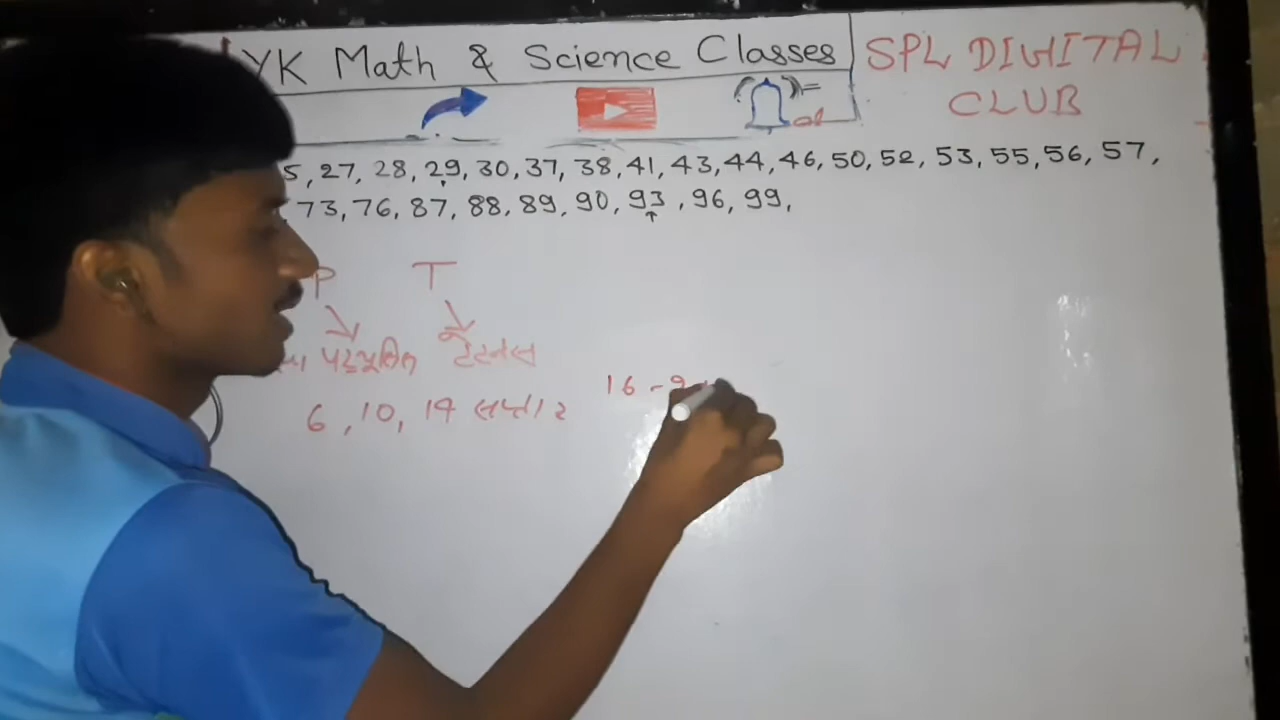 YK Math & Science Classes
SPL DIGITAL
CLUB
5, 27, 28, 29, 30, 37, 38, 41, 43, 44, 46, 50, 52, 53, 55, 56, 57,
73, 76, 87, 88, 89, 90, 93, 96, 99,
P T
6, 10, 14
16 -